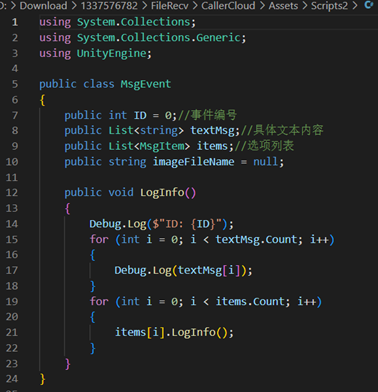 D: > Download > 1337576782 > FileRecv > CallerCloud > Assets > Scripts2 >
1 using System.Collections;
2 using System.Collections.Generic;
3 using UnityEngine;
4
5 public class MsgEvent
6 {
7     public int ID = 0;//事件编号
8     public List<string> textMsg;//具体文本内容
9     public List<MsgItem> items;//选项列表
10     public string imageFileName = null;
11
12     public void LogInfo()
13     {
14         Debug.Log($"ID: {ID}");
15         for (int i = 0; i < textMsg.Count; i++)
16         {
17             Debug.Log(textMsg[i]);
18         }
19         for (int i = 0; i < items.Count; i++)
20         {
21             items[i].LogInfo();
22         }
23     }
24 }